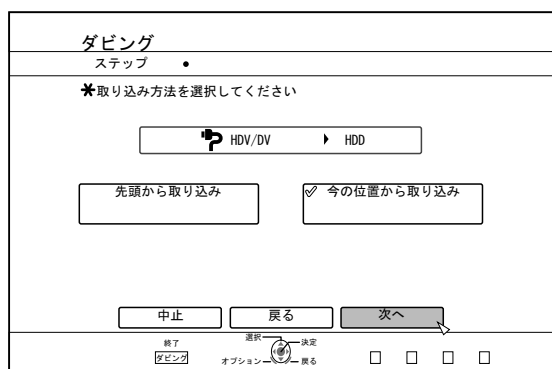 ダビング
ステップ ●
*取り込み方法を選択してください
HDV/DV ▶ HDD
先頭から取り込み
✓ 今の位置から取り込み
中止
戻る
次へ
終了
ダビング
選択
決定
オプション
戻る